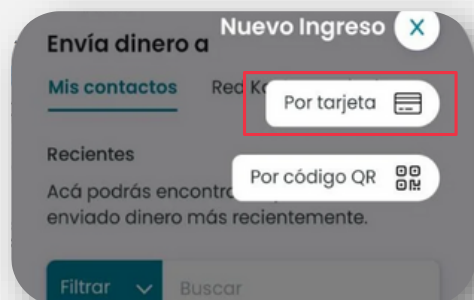 Nuevo Ingreso X
Envía dinero a
Mis contactos Red
Por tarjeta
Recientes
Por código QR
Acá podrás
enviado dinero más recientemente.
Filtrar Buscar